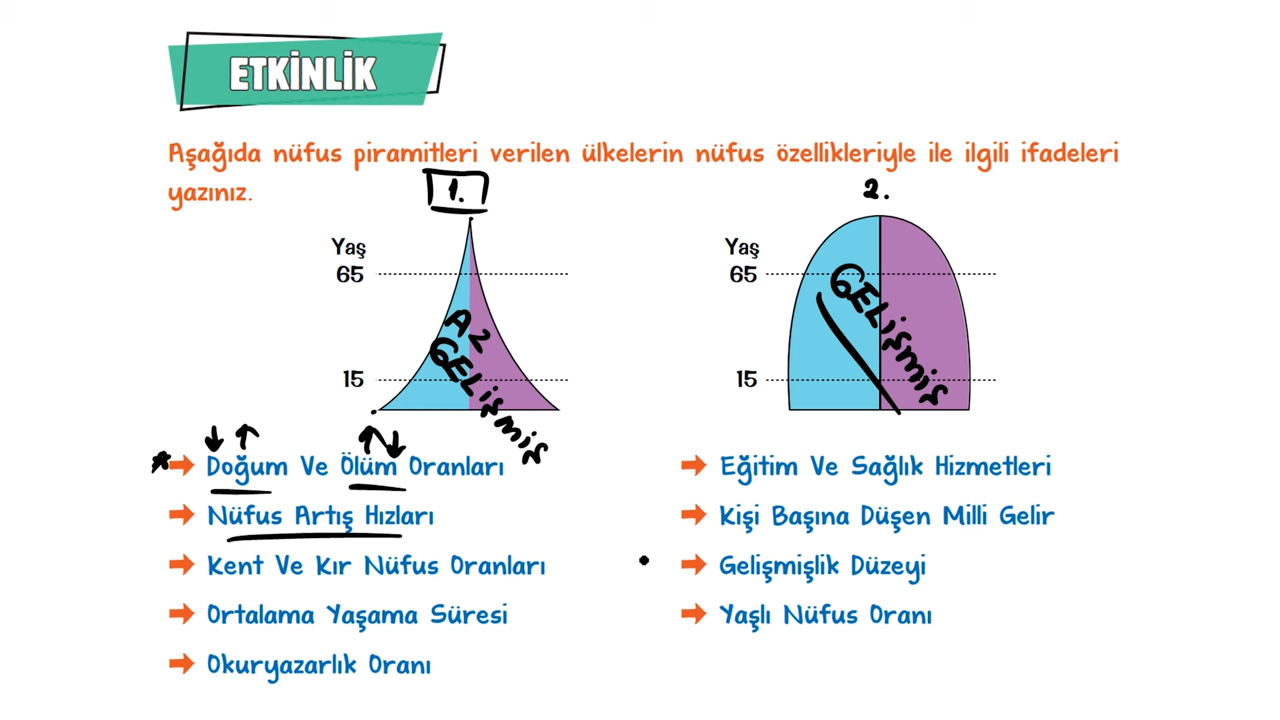 ETKİNLİK
Aşağıda nüfus piramitleri verilen ülkelerin nüfus özellikleriyle ile ilgili ifadeleri
yazınız.
1.
2.
Yaş
65
15
AZ
GELİŞMİŞ
Yaş
65
15
GELİŞMİŞ
Doğum Ve Ölüm Oranları
Nüfus Artış Hızları
Kent Ve Kır Nüfus Oranları
Ortalama Yaşama Süresi
Okuryazarlık Oranı
Eğitim Ve Sağlık Hizmetleri
Kişi Başına Düşen Milli Gelir
Gelişmişlik Düzeyi
Yaşlı Nüfus Oranı